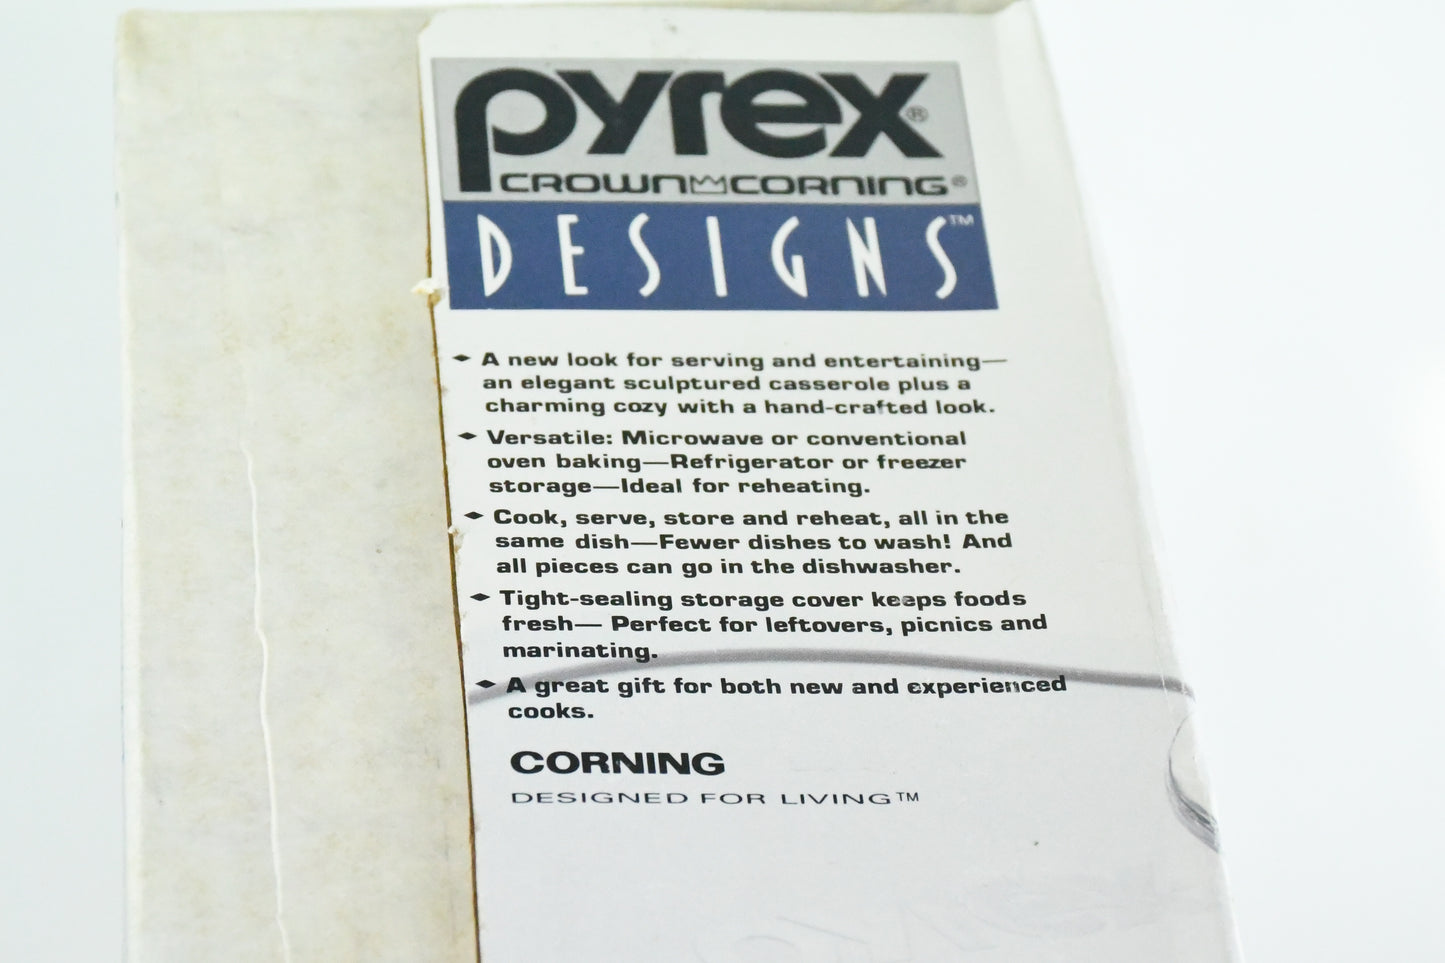 pyrex®
CROWN CORNING®
DESIGNS™
A new look for serving and entertaining—
an elegant sculptured casserole plus a
charming cozy with a hand-crafted look.
Versatile: Microwave or conventional
oven baking—Refrigerator or freezer
storage—Ideal for reheating.
Cook, serve, store and reheat, all in the
same dish—Fewer dishes to wash! And
all pieces can go in the dishwasher.
Tight-sealing storage cover keeps foods
fresh— Perfect for leftovers, picnics and
marinating.
A great gift for both new and experienced
cooks.
CORNING
DESIGNED FOR LIVING™